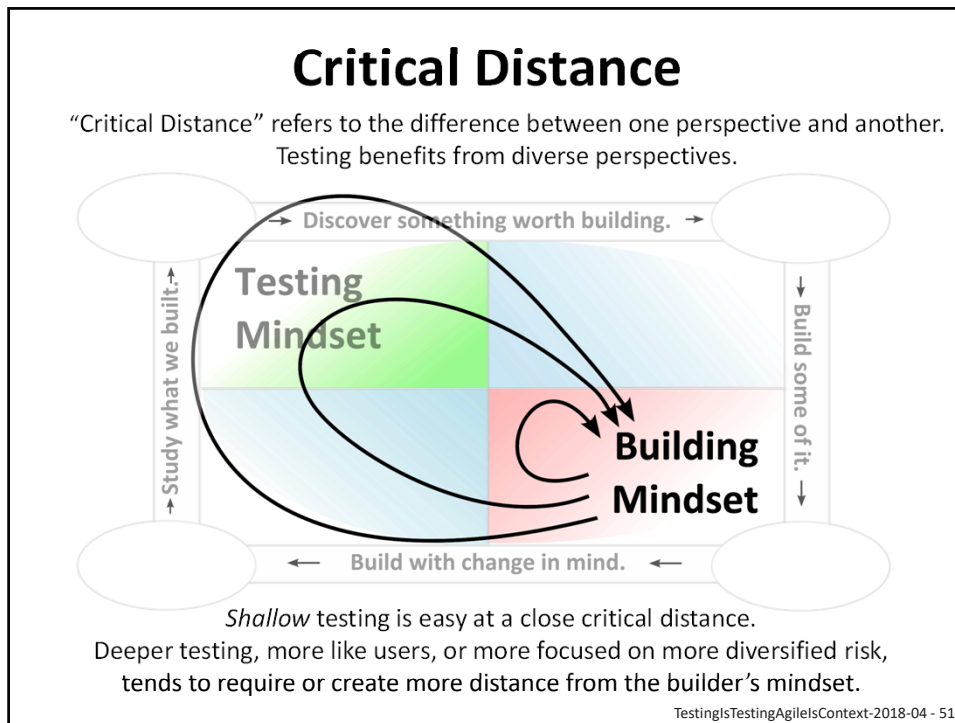 Critical Distance
“Critical Distance” refers to the difference between one perspective and another.
Testing benefits from diverse perspectives.
Discover something worth building.
Testing
Mindset
Study what we built.
Build some of it.
Building
Mindset
Build with change in mind.
Shallow testing is easy at a close critical distance.
Deeper testing, more like users, or more focused on more diversified risk,
tends to require or create more distance from the builder’s mindset.
TestingIsTestingAgileIsContext-2018-04 - 51